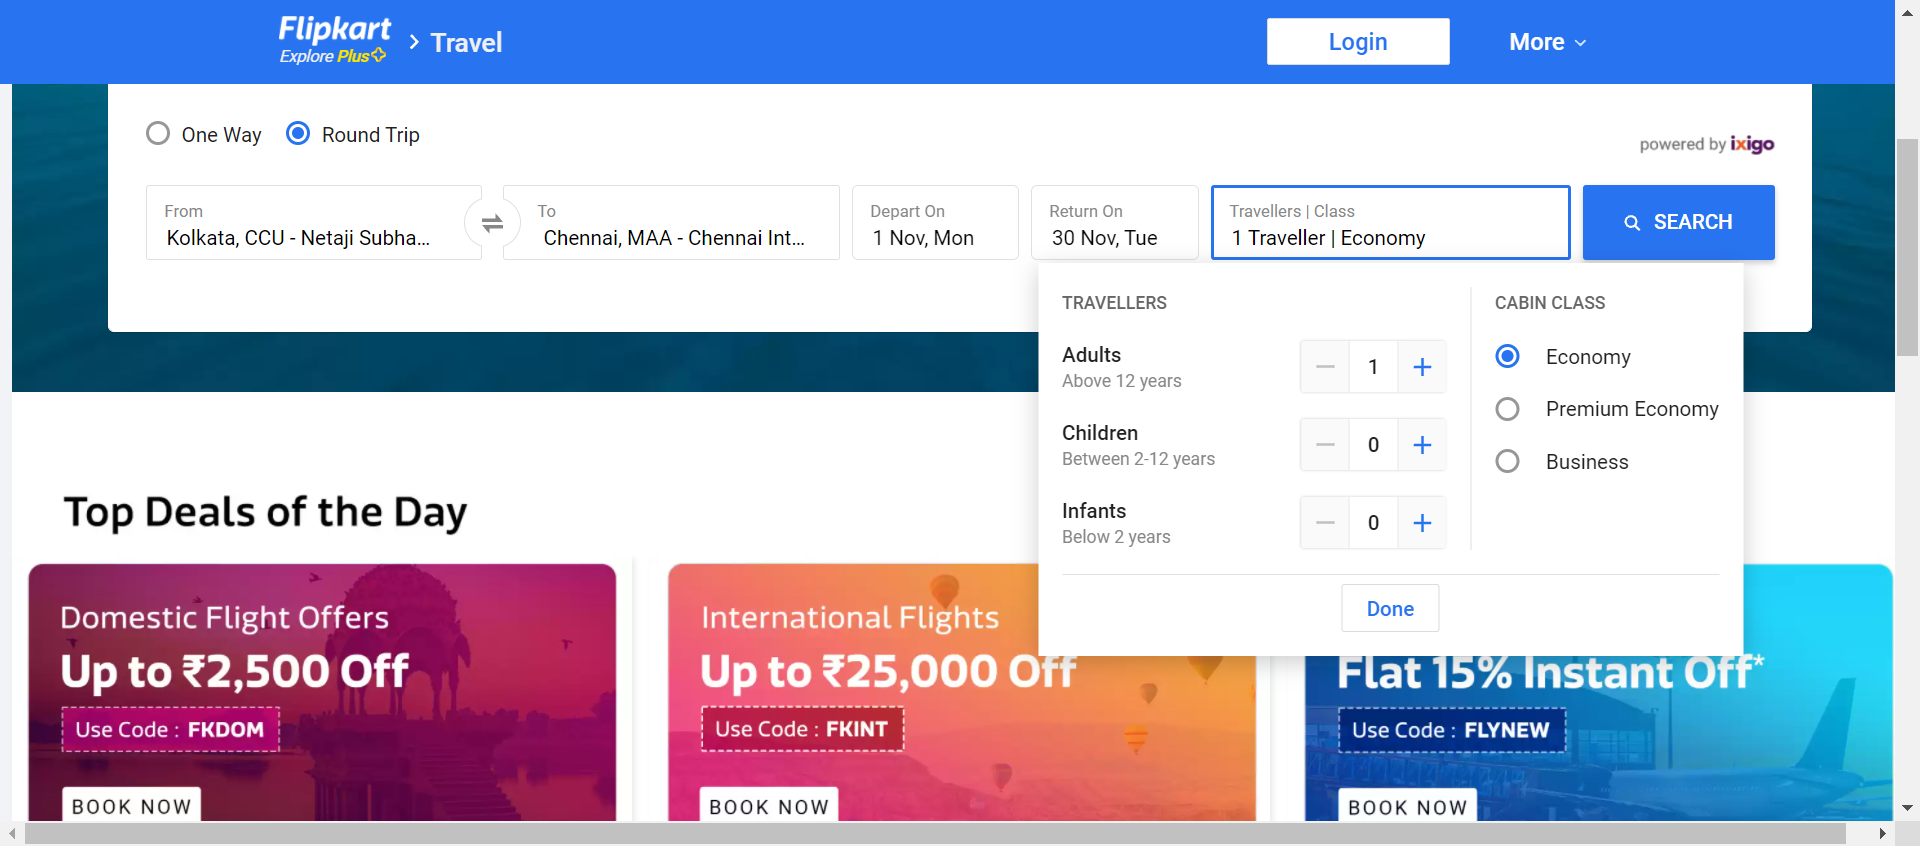 Flipkart
Explore Plus
Travel
Login
More
One Way
Round Trip
powered by ixigo
From
Kolkata, CCU - Netaji Subha...
To
Chennai, MAA - Chennai Int...
Depart On
1 Nov, Mon
Return On
30 Nov, Tue
Travellers | Class
1 Traveller | Economy
SEARCH
TRAVELLERS
Adults
Above 12 years
1
Children
Between 2-12 years
0
Infants
Below 2 years
0
CABIN CLASS
Economy
Premium Economy
Business
Done
Top Deals of the Day
Domestic Flight Offers
Up to ₹2,500 Off
Use Code : FKDOM
BOOK NOW
International Flights
Up to ₹25,000 Off
Use Code : FKINT
BOOK NOW
Flat 15% Instant Off*
Use Code : FLYNEW
BOOK NOW